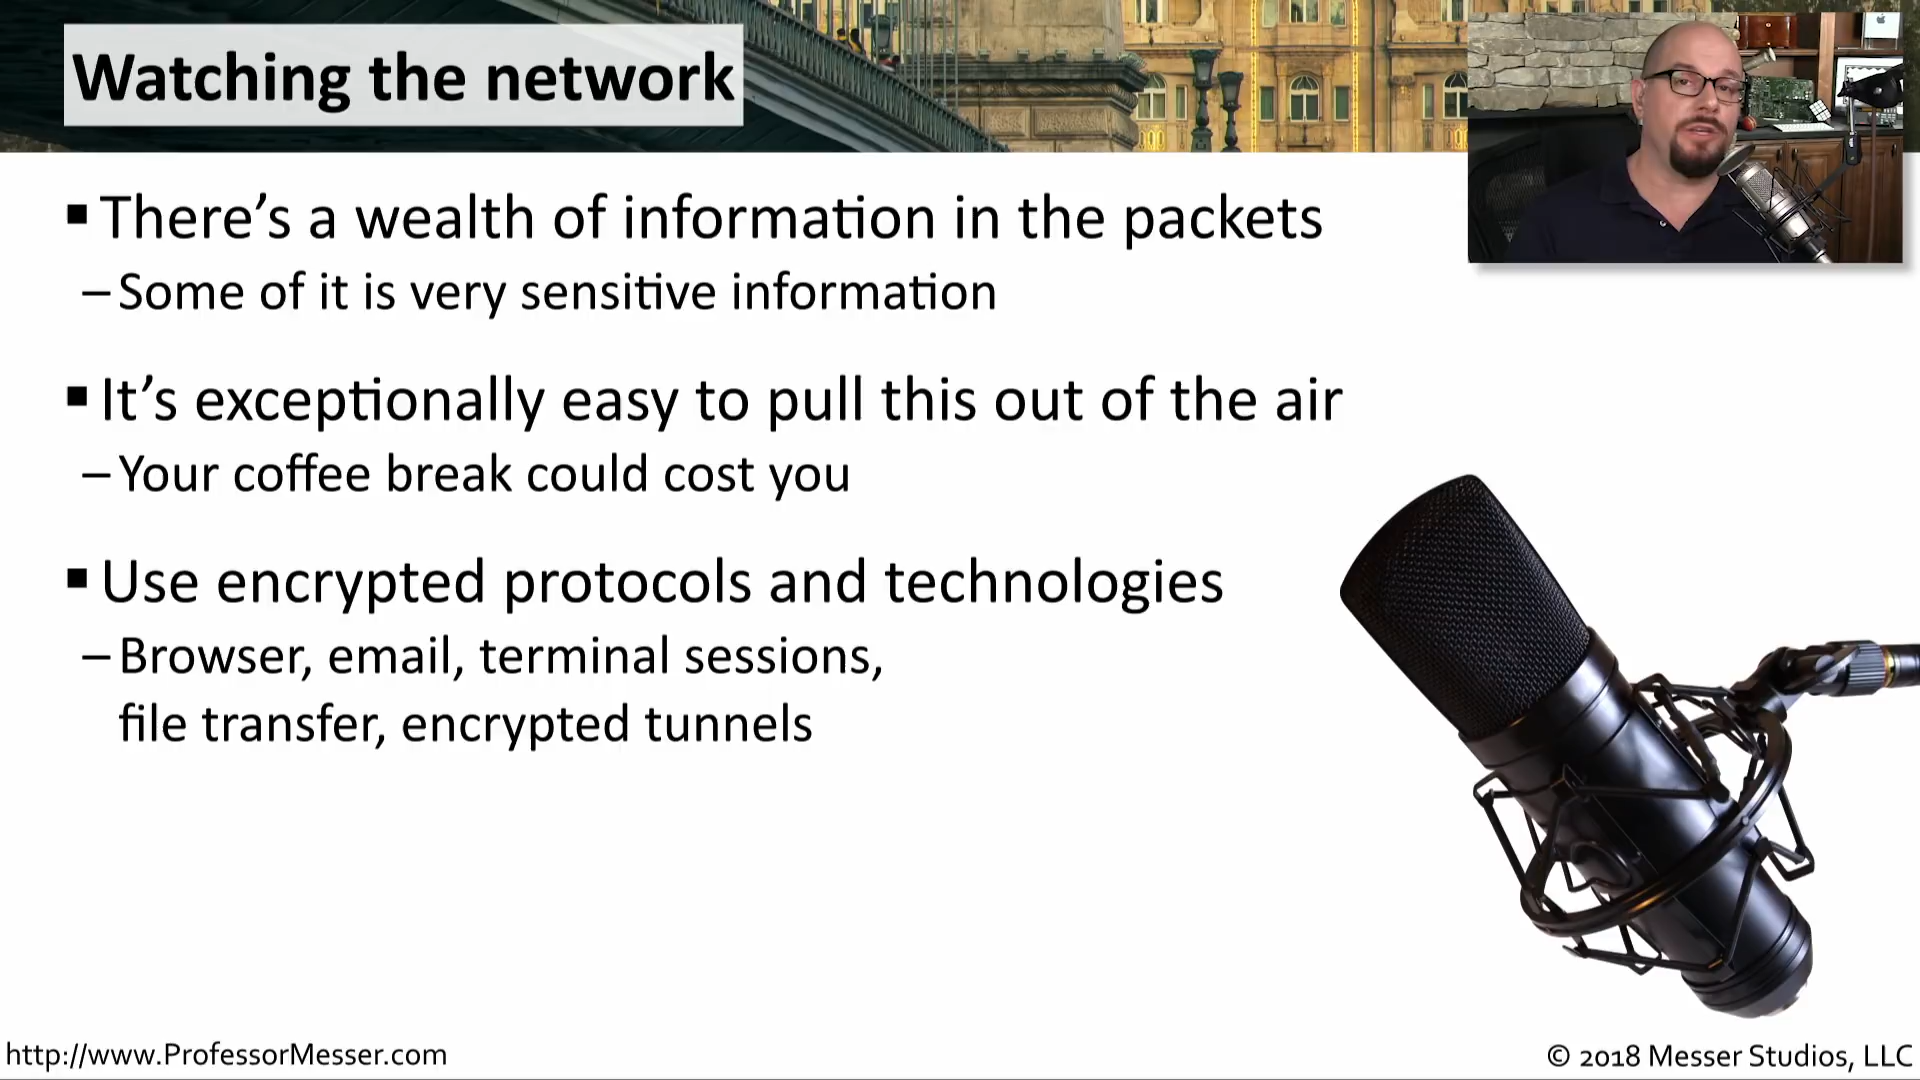 Watching the network
▪ There’s a wealth of information in the packets
– Some of it is very sensitive information
▪ It’s exceptionally easy to pull this out of the air
– Your coffee break could cost you
▪ Use encrypted protocols and technologies
– Browser, email, terminal sessions,
file transfer, encrypted tunnels
http://www.ProfessorMesser.com
© 2018 Messer Studios, LLC